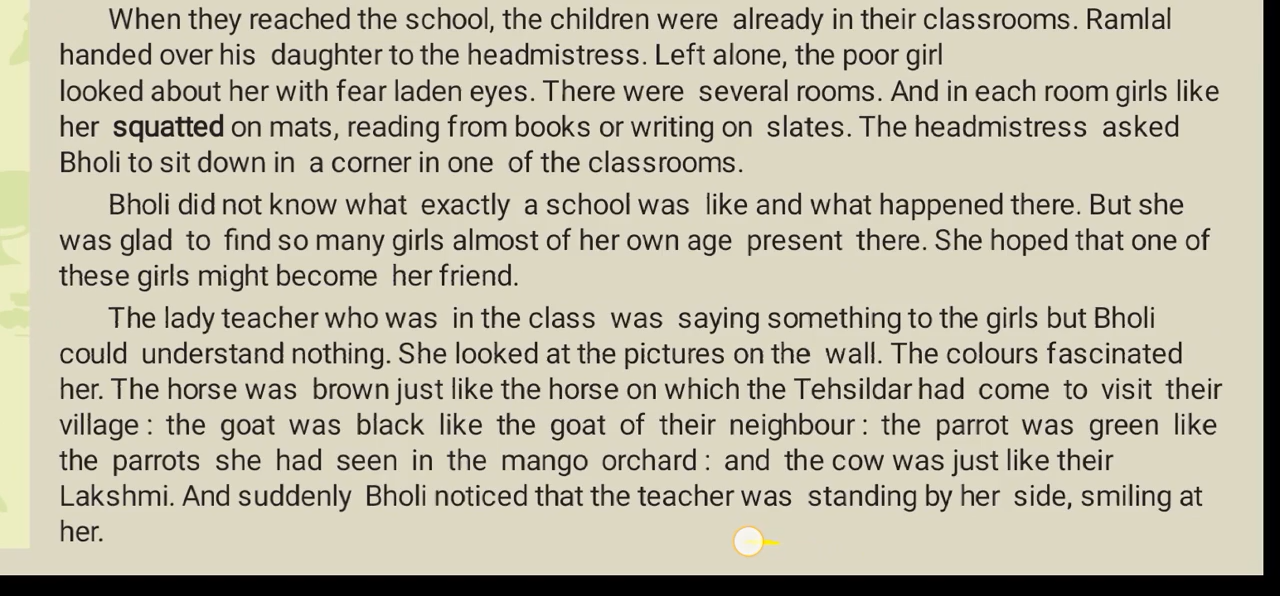 When they reached the school, the children were already in their classrooms. Ramlal
handed over his daughter to the headmistress. Left alone, the poor girl
looked about her with fear laden eyes. There were several rooms. And in each room girls like
her squatted on mats, reading from books or writing on slates. The headmistress asked
Bholi to sit down in a corner in one of the classrooms.
Bholi did not know what exactly a school was like and what happened there. But she
was glad to find so many girls almost of her own age present there. She hoped that one of
these girls might become her friend.
The lady teacher who was in the class was saying something to the girls but Bholi
could understand nothing. She looked at the pictures on the wall. The colours fascinated
her. The horse was brown just like the horse on which the Tehsildar had come to visit their
village : the goat was black like the goat of their neighbour : the parrot was green like
the parrots she had seen in the mango orchard : and the cow was just like their
Lakshmi. And suddenly Bholi noticed that the teacher was standing by her side, smiling at
her.